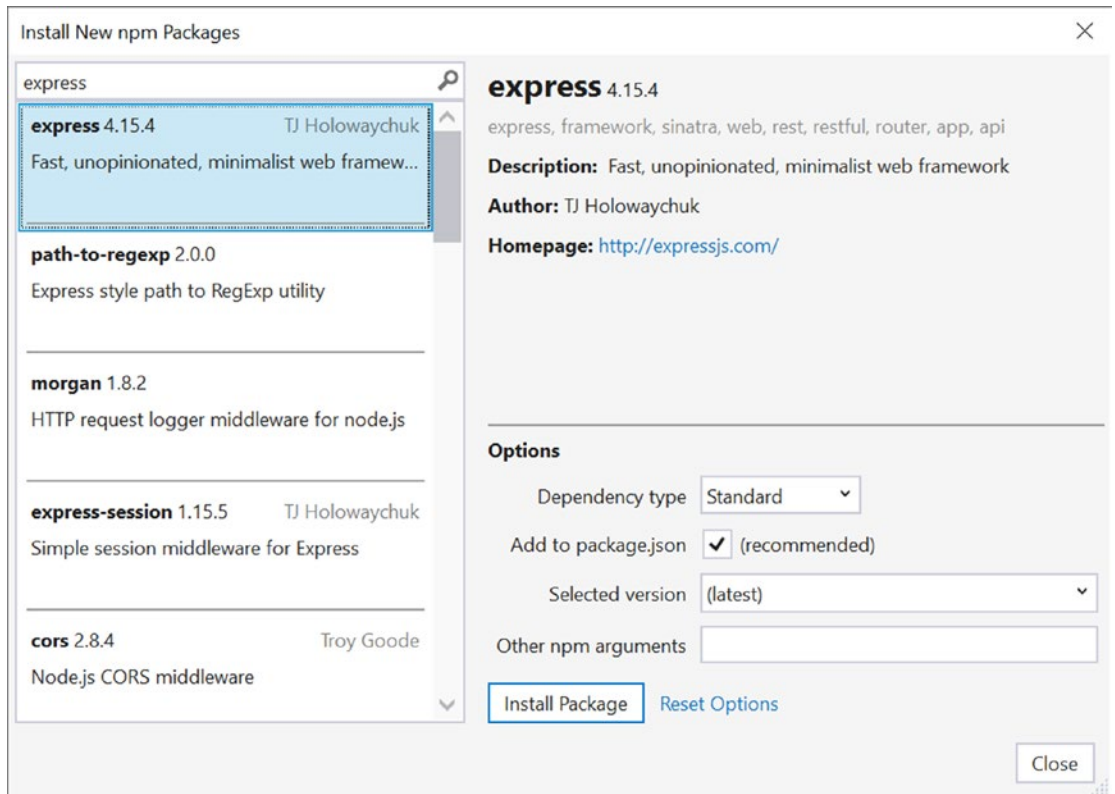 Install New npm Packages
express
express 4.15.4 TJ Holowaychuk
Fast, unopinionated, minimalist web framew...
path-to-regexp 2.0.0
Express style path to RegExp utility
morgan 1.8.2
HTTP request logger middleware for node.js
express-session 1.15.5 TJ Holowaychuk
Simple session middleware for Express
cors 2.8.4 Troy Goode
Node.js CORS middleware
express 4.15.4
express, framework, sinatra, web, rest, restful, router, app, api
Description: Fast, unopinionated, minimalist web framework
Author: TJ Holowaychuk
Homepage: http://expressjs.com/
Options
Dependency type Standard
Add to package.json (recommended)
Selected version (latest)
Other npm arguments
Install Package Reset Options
Close